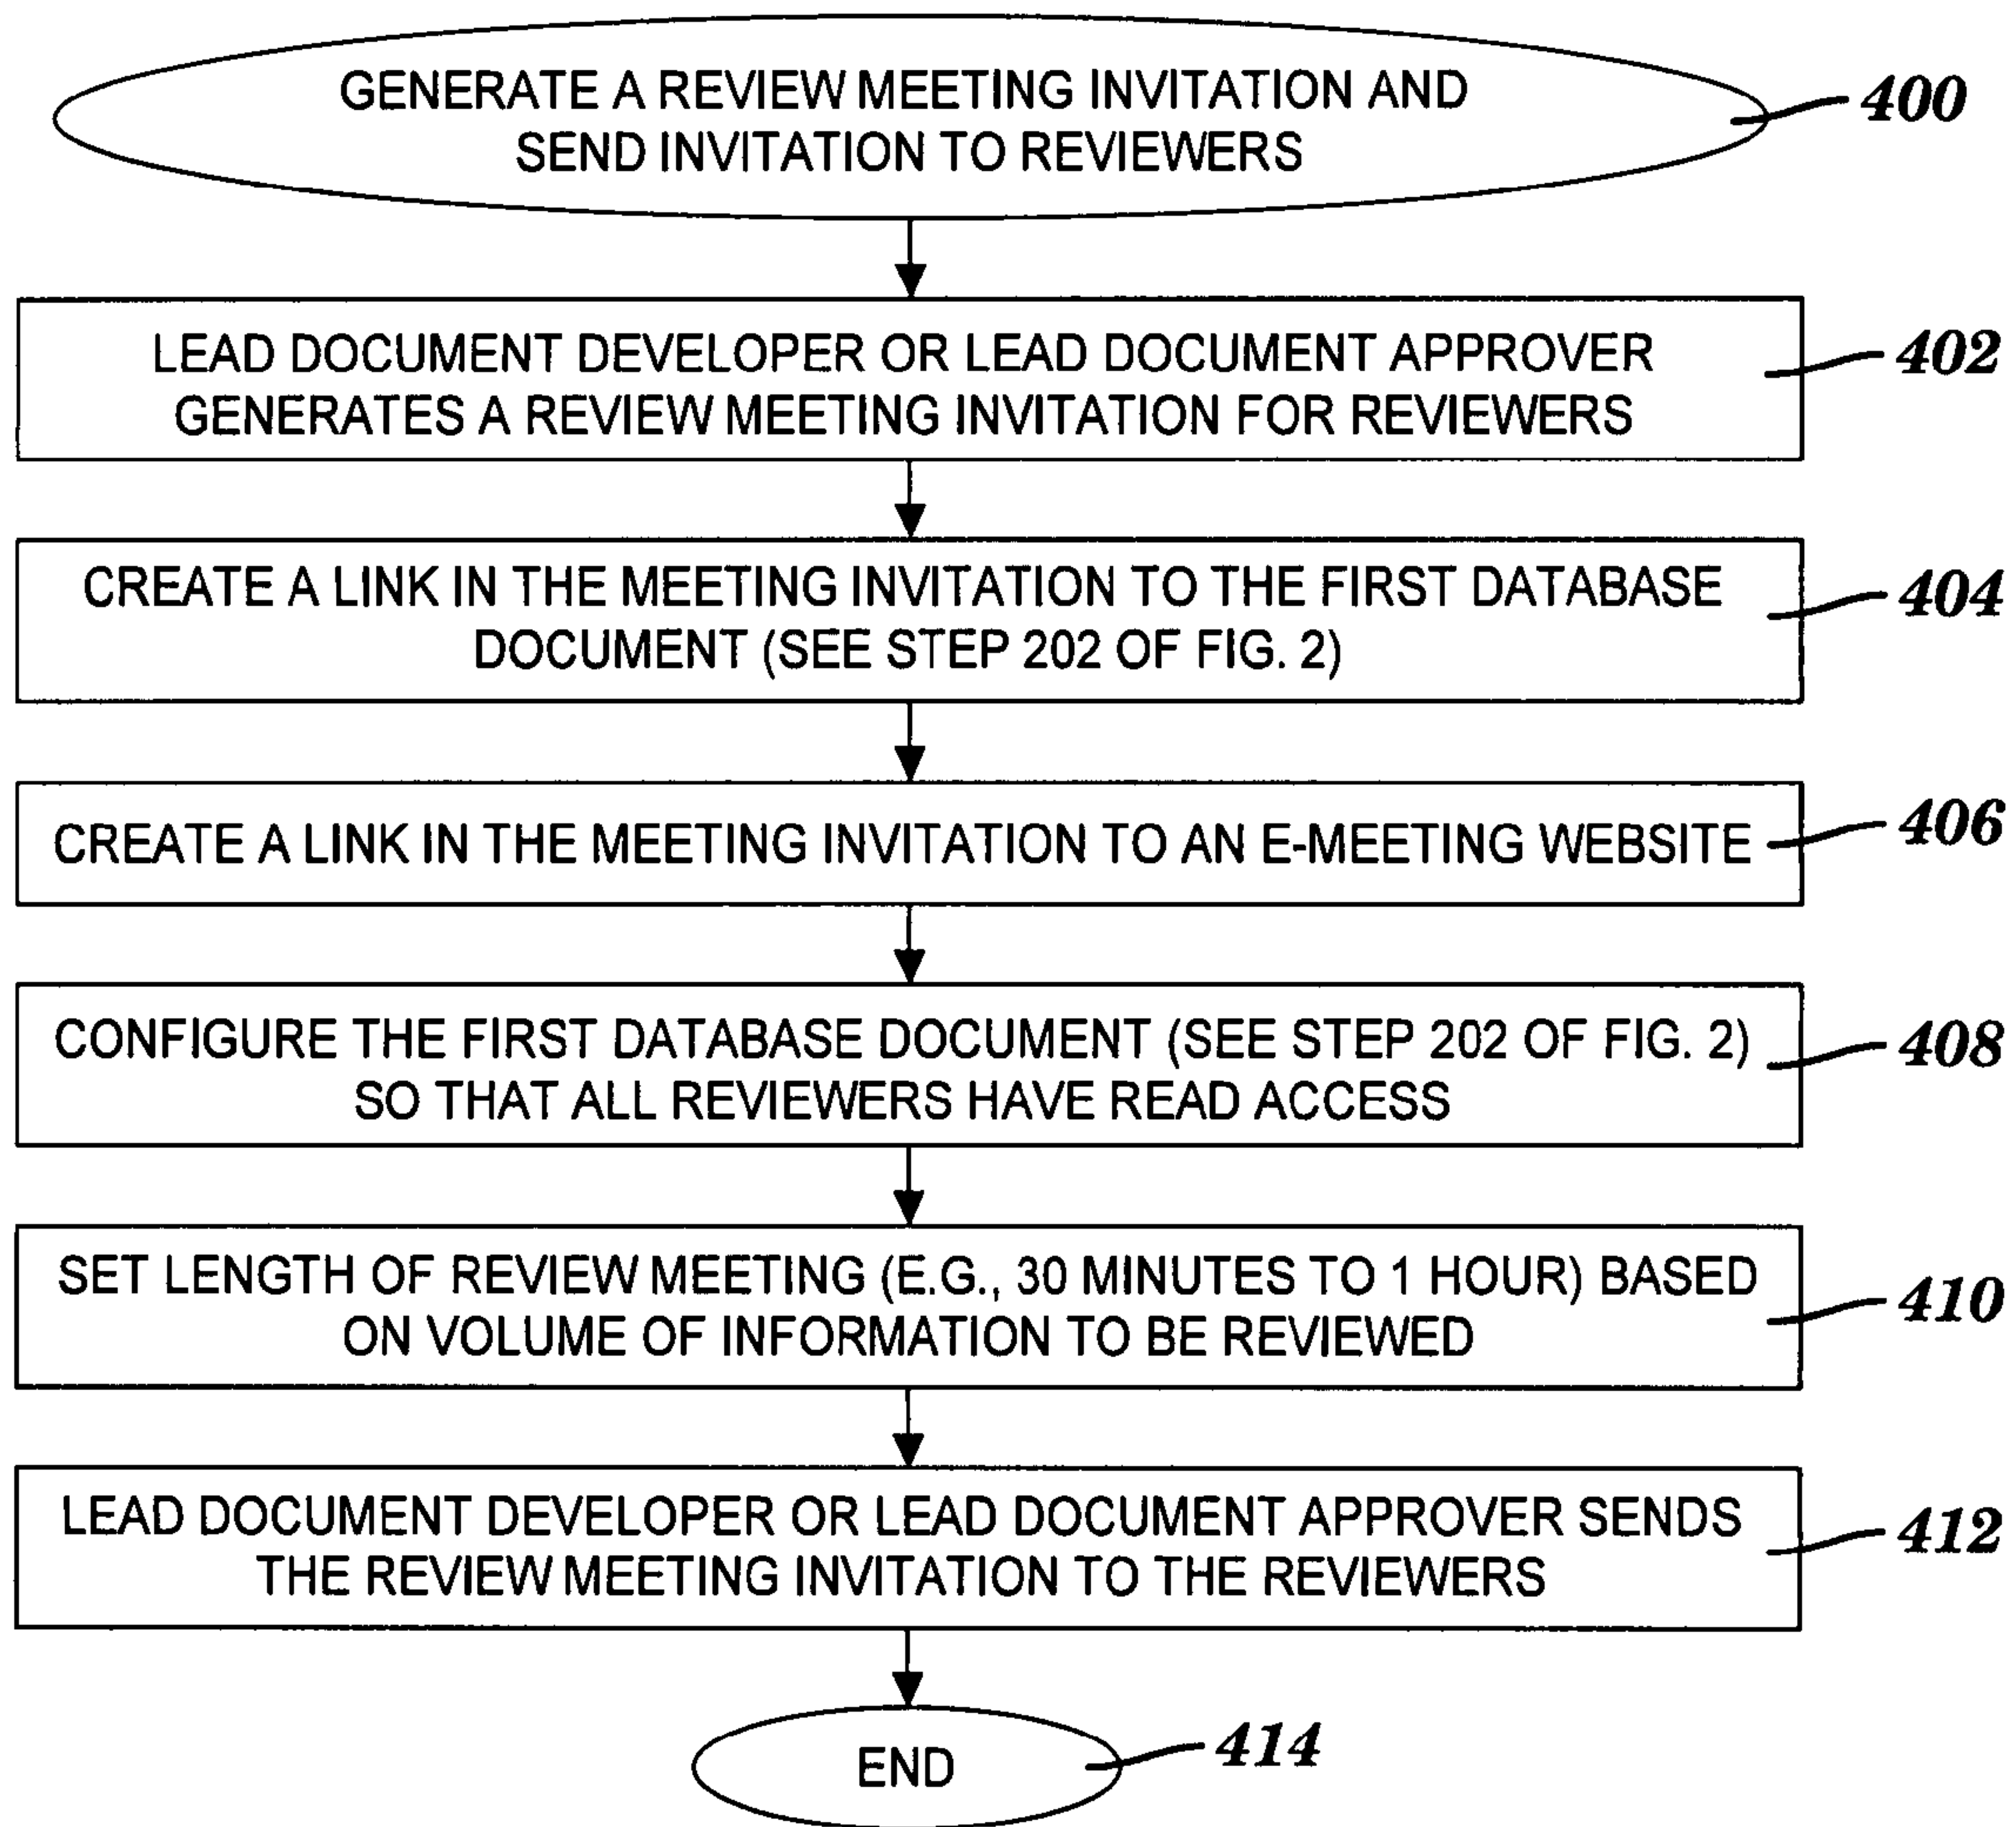 GENERATE A REVIEW MEETING INVITATION AND
SEND INVITATION TO REVIEWERS
400
LEAD DOCUMENT DEVELOPER OR LEAD DOCUMENT APPROVER
GENERATES A REVIEW MEETING INVITATION FOR REVIEWERS
402
CREATE A LINK IN THE MEETING INVITATION TO THE FIRST DATABASE
DOCUMENT (SEE STEP 202 OF FIG. 2)
404
CREATE A LINK IN THE MEETING INVITATION TO AN E-MEETING WEBSITE
406
CONFIGURE THE FIRST DATABASE DOCUMENT (SEE STEP 202 OF FIG. 2)
SO THAT ALL REVIEWERS HAVE READ ACCESS
408
SET LENGTH OF REVIEW MEETING (E.G., 30 MINUTES TO 1 HOUR) BASED
ON VOLUME OF INFORMATION TO BE REVIEWED
410
LEAD DOCUMENT DEVELOPER OR LEAD DOCUMENT APPROVER SENDS
THE REVIEW MEETING INVITATION TO THE REVIEWERS
412
END
414